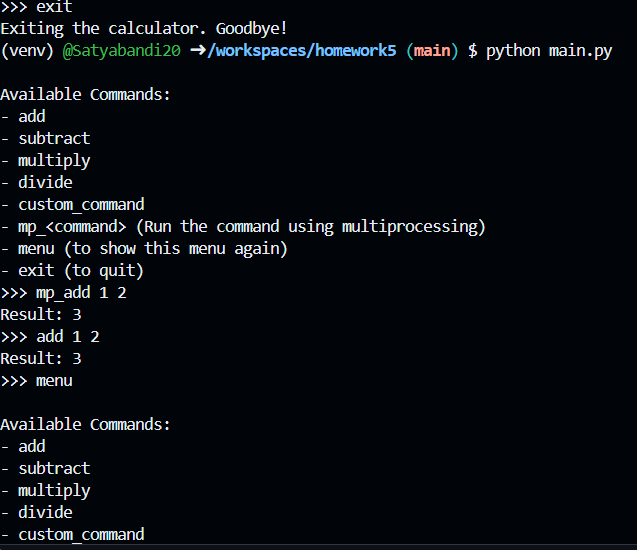 >>> exit
Exiting the calculator. Goodbye!
(venv) @Satyabandi20 ➜/workspaces/homework5 (main) $ python main.py
Available Commands:
- add
- subtract
- multiply
- divide
- custom_command
- mp_<command> (Run the command using multiprocessing)
- menu (to show this menu again)
- exit (to quit)
>>> mp_add 1 2
Result: 3
>>> add 1 2
Result: 3
>>> menu
Available Commands:
- add
- subtract
- multiply
- divide
- custom_command